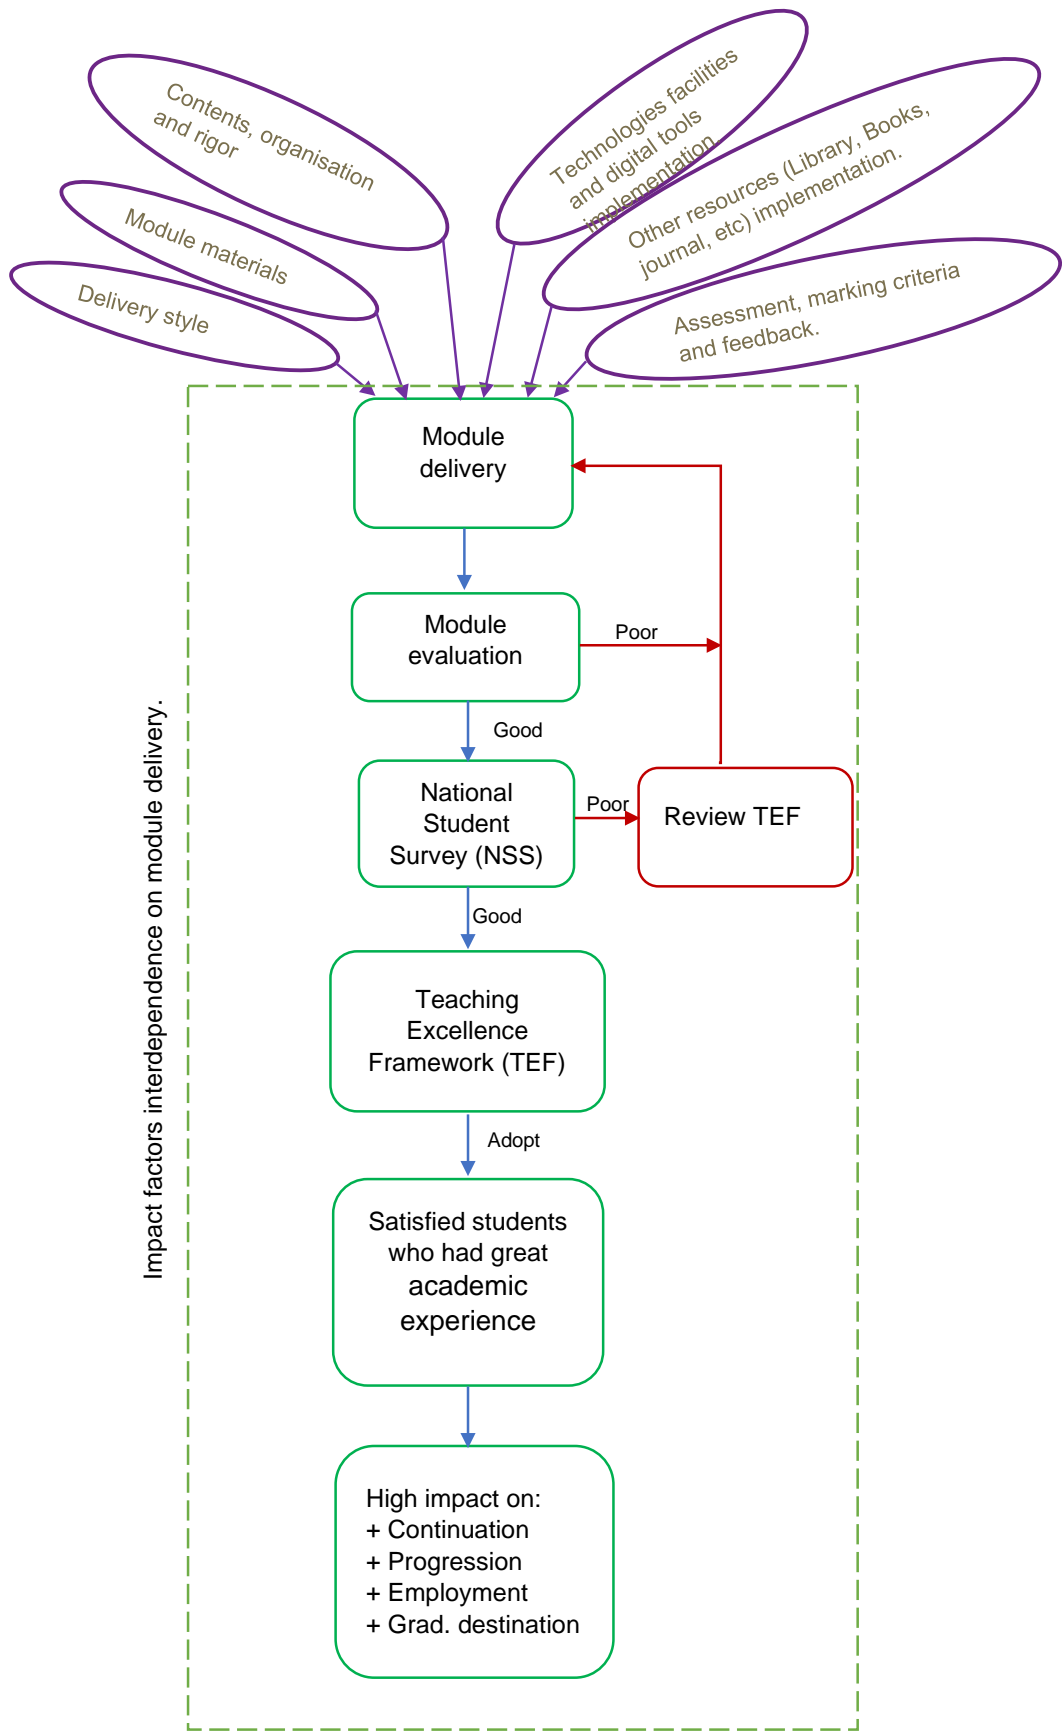 Contents, organisation
and rigor
Technologies facilities
and digital tools
implementation.
Module materials
Other resources (Library, Books,
journal, etc) implementation.
Delivery style
Assessment, marking criteria
and feedback.
Module
delivery
Module
evaluation
Poor
Good
National
Student
Survey (NSS)
Poor
Review TEF
Good
Teaching
Excellence
Framework (TEF)
Adopt
Satisfied students
who had great
academic
experience
High impact on:
+ Continuation
+ Progression
+ Employment
+ Grad. destination
Impact factors interdependence on module delivery.